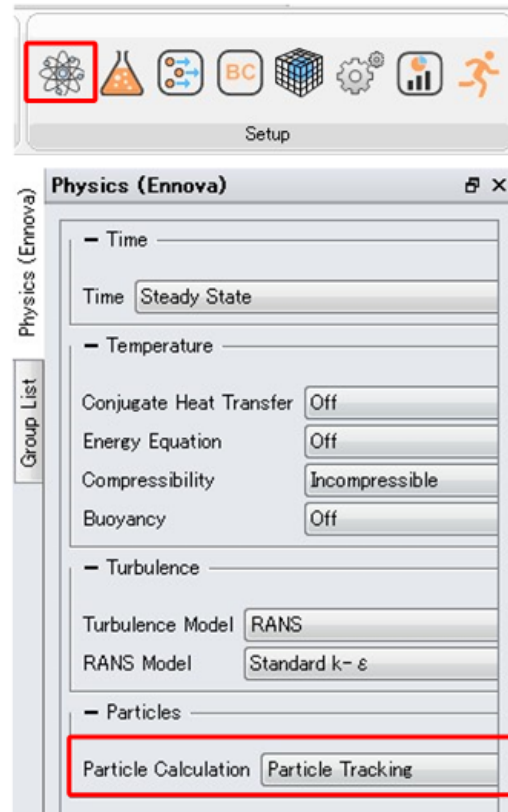 BC
Setup
Physics (Ennova)
Physics (Ennova)
Group List
Time
Time Steady State
Temperature
Conjugate Heat Transfer Off
Energy Equation Off
Compressibility Incompressible
Buoyancy Off
Turbulence
Turbulence Model RANS
RANS Model Standard k- ε
Particles
Particle Calculation Particle Tracking